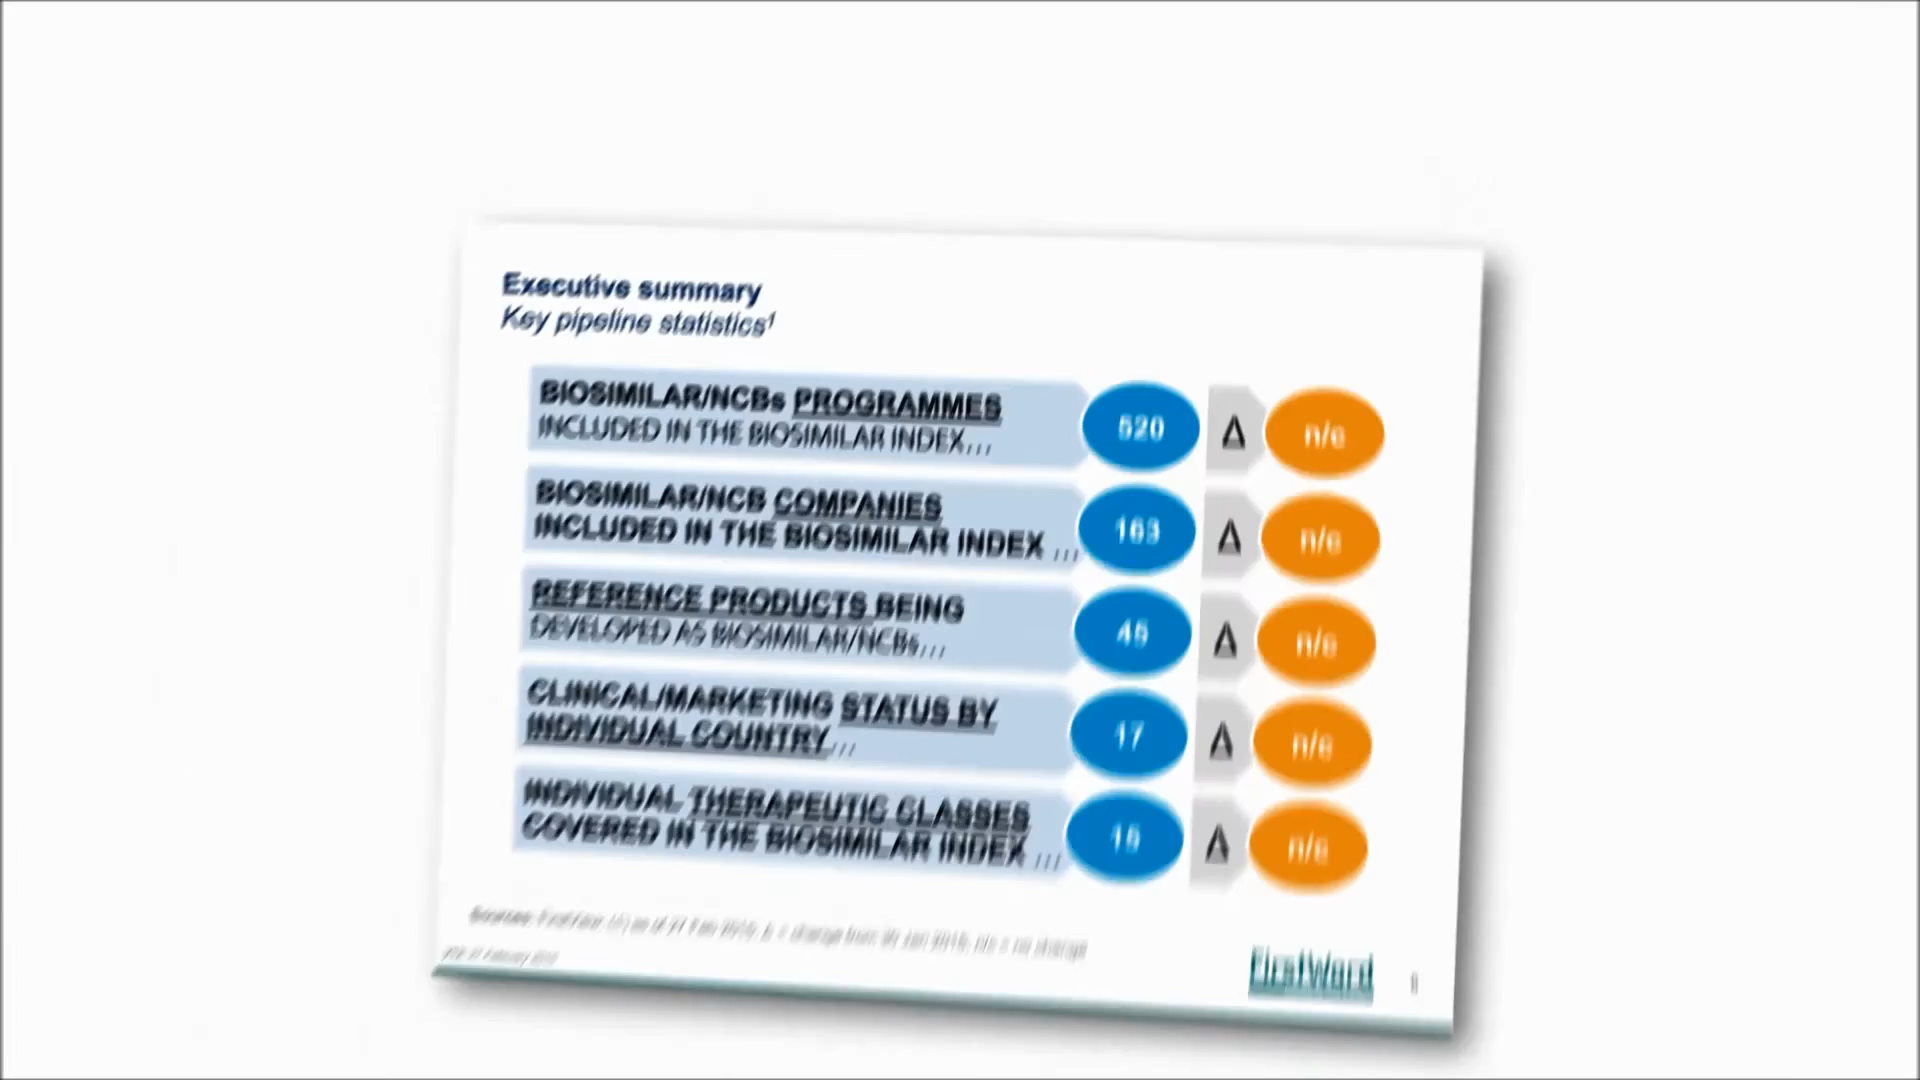 Executive summary
Key pipeline statistics¹
BIOSIMILAR/NCBs PROGRAMMES
INCLUDED IN THE BIOSIMILAR INDEX…
520 Δ n/c
BIOSIMILAR/NCB COMPANIES
INCLUDED IN THE BIOSIMILAR INDEX …
163 Δ n/c
REFERENCE PRODUCTS BEING
DEVELOPED AS BIOSIMILAR/NCBs…
45 Δ n/c
CLINICAL/MARKETING STATUS BY
INDIVIDUAL COUNTRY…
17 Δ n/c
INDIVIDUAL THERAPEUTIC CLASSES
COVERED IN THE BIOSIMILAR INDEX …
15 Δ n/c
FirstWord